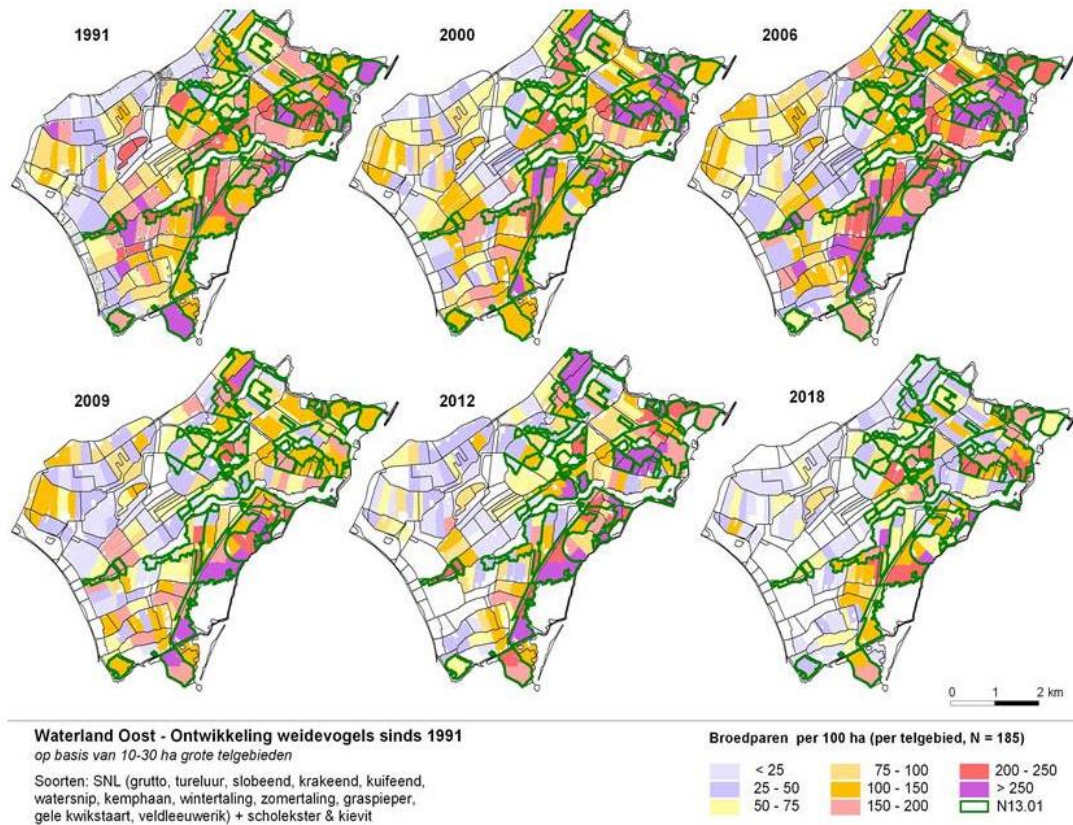 1991
2000
2006
2009
2012
2018
0 1 2 km
Waterland Oost - Ontwikkeling weidevogels sinds 1991
op basis van 10-30 ha grote telgebieden
Soorten: SNL (grutto, tureluur, slobeend, krakeend, kuifeend,
watersnip, kemphaan, wintertaling, zomertaling, graspieper,
gele kwikstaart, veldleeuwerik) + scholekster & kievit
Broedparen per 100 ha (per telgebied, N = 185)
< 25 75 - 100 200 - 250
25 - 50 100 - 150 > 250
50 - 75 150 - 200 N13.01